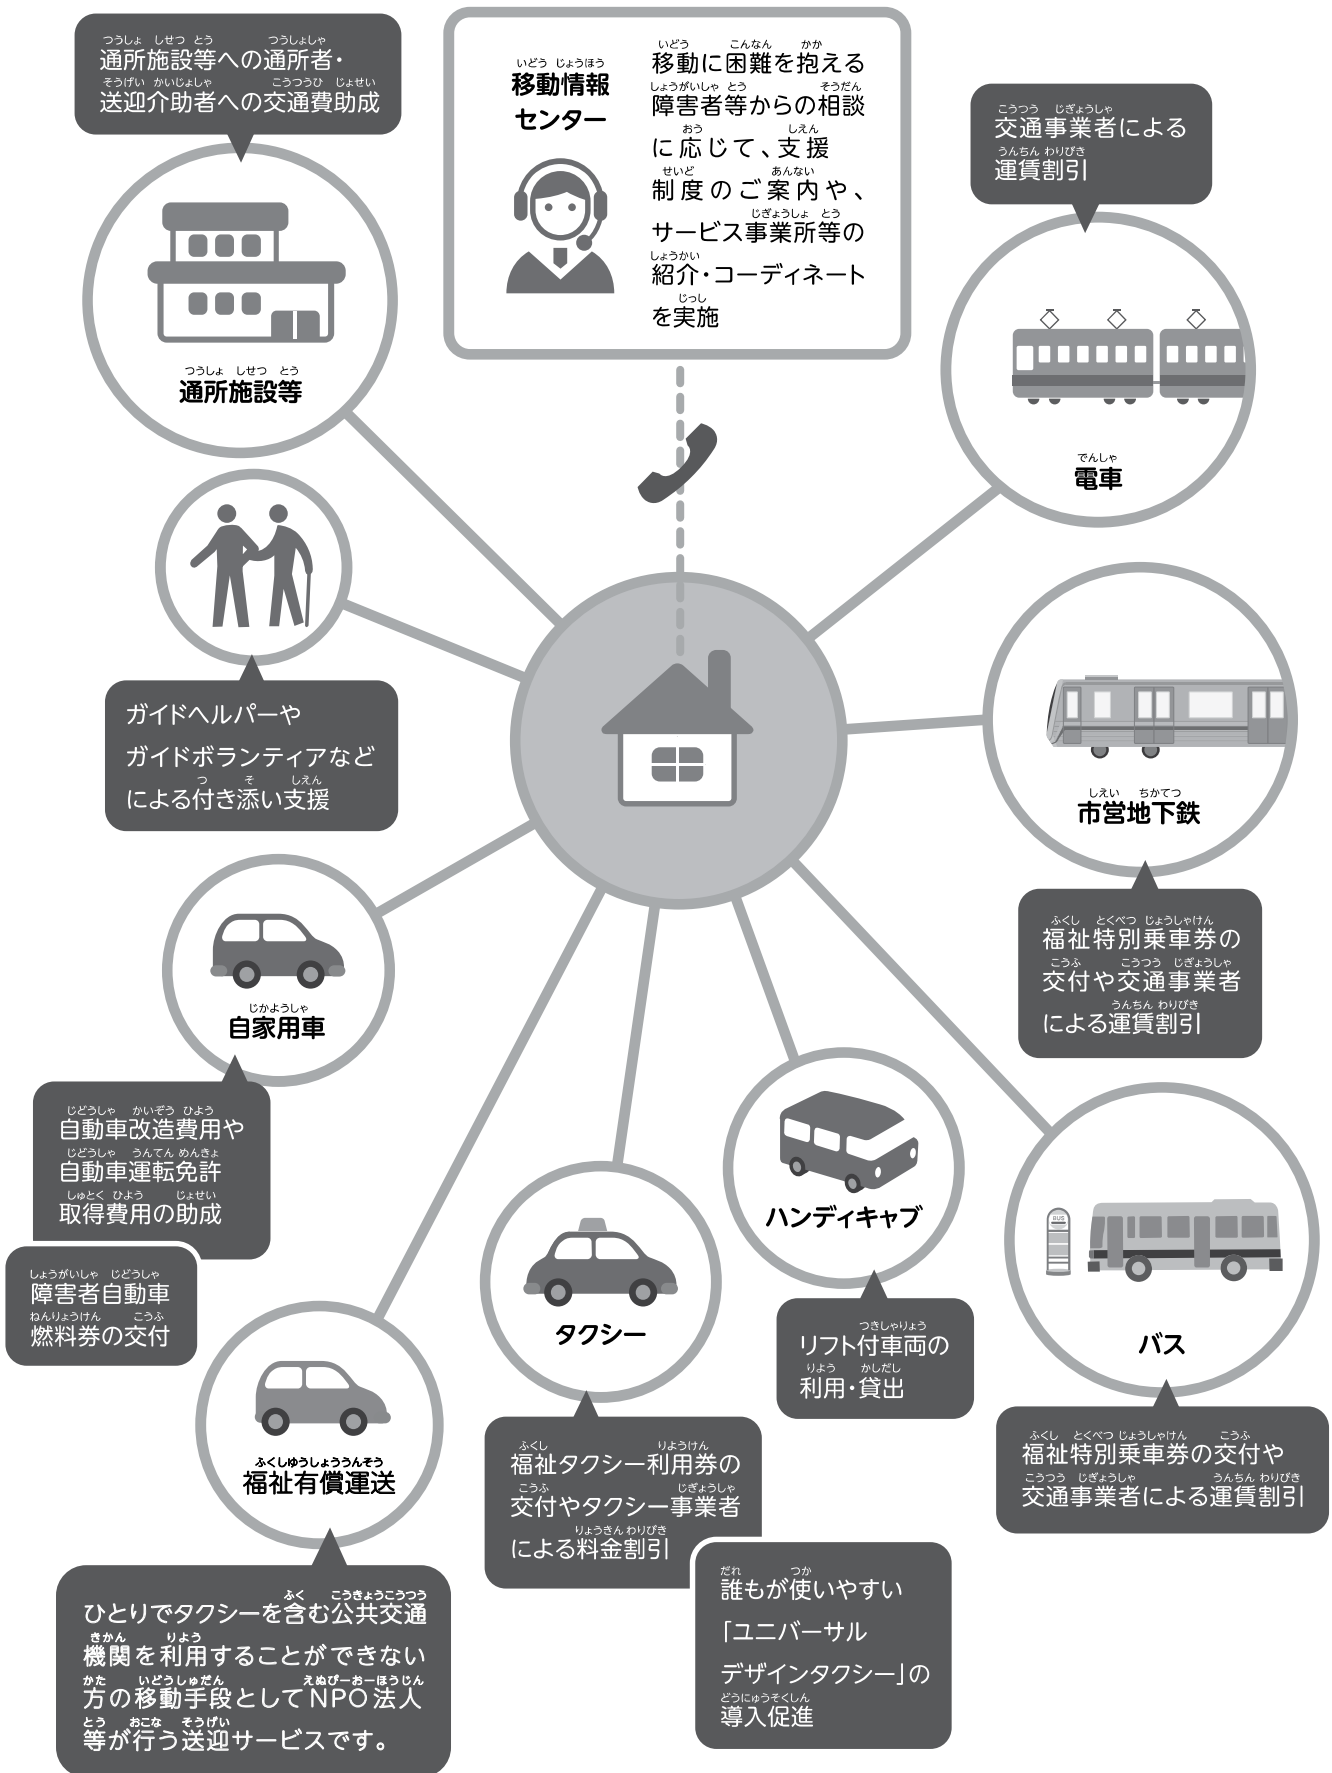 通所施設等への通所者・
送迎介助者への交通費助成
通所施設等
移動情報
センター
移動に困難を抱える
障害者等からの相談
に応じて、支援
制度のご案内や、
サービス事業所等の
紹介・コーディネート
を実施
交通事業者による
運賃割引
電車
ガイドヘルパーや
ガイドボランティアなど
による付き添い支援
市営地下鉄
福祉特別乗車券の
交付や交通事業者
による運賃割引
自家用車
自動車改造費用や
自動車運転免許
取得費用の助成
障害者自動車
燃料券の交付
福祉有償運送
ひとりでタクシーを含む公共交通
機関を利用することができない
方の移動手段としてNPO法人
等が行う送迎サービスです。
タクシー
福祉タクシー利用券の
交付やタクシー事業者
による料金割引
誰もが使いやすい
「ユニバーサル
デザインタクシー」の
導入促進
ハンディキャブ
リフト付車両の
利用・貸出
BUS
バス
福祉特別乗車券の交付や
交通事業者による運賃割引